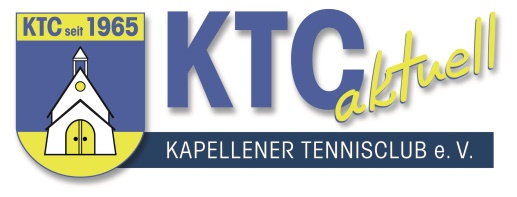 KTC seit 1965
KTC
aktuell
KAPELLENER TENNISCLUB e. V.